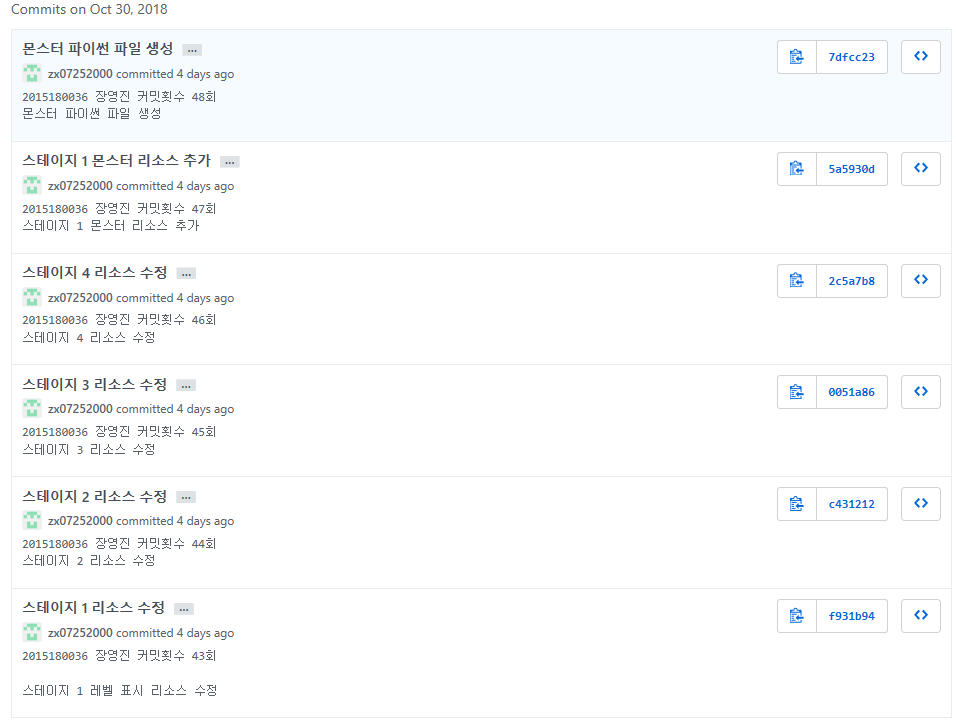 Commits on Oct 30, 2018
몬스터 파이썬 파일 생성 ...
7dfcc23
zx07252000 committed 4 days ago
2015180036 장영진 커밋횟수 48회
몬스터 파이썬 파일 생성
스테이지 1 몬스터 리소스 추가 ...
5a5930d
zx07252000 committed 4 days ago
2015180036 장영진 커밋횟수 47회
스테이지 1 몬스터 리소스 추가
스테이지 4 리소스 수정 ...
2c5a7b8
zx07252000 committed 4 days ago
2015180036 장영진 커밋횟수 46회
스테이지 4 리소스 수정
스테이지 3 리소스 수정 ...
0051a86
zx07252000 committed 4 days ago
2015180036 장영진 커밋횟수 45회
스테이지 3 리소스 수정
스테이지 2 리소스 수정 ...
c431212
zx07252000 committed 4 days ago
2015180036 장영진 커밋횟수 44회
스테이지 2 리소스 수정
스테이지 1 리소스 수정 ...
f931b94
zx07252000 committed 4 days ago
2015180036 장영진 커밋횟수 43회
스테이지 1 레벨 표시 리소스 수정